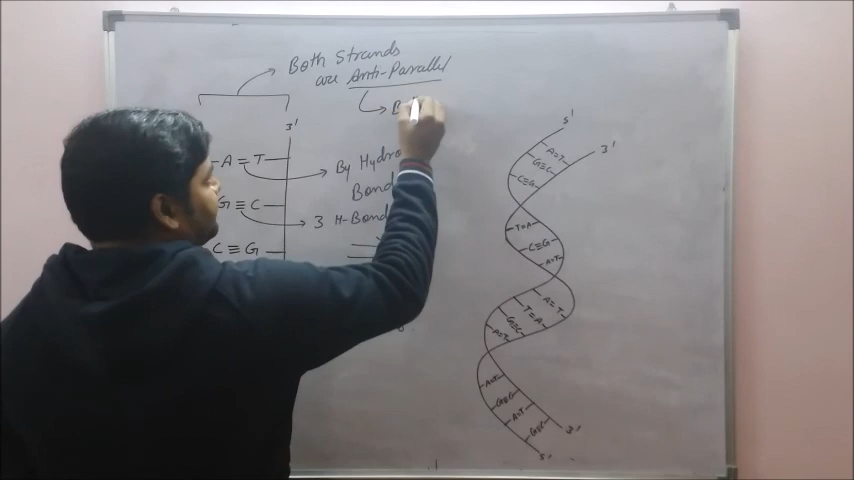 Both Strands
are Anti-Parallel
3'
A = T
By Hydro
Bond
G ≡ C
3 H-Bond
C ≡ G
5'
3'
A=T
G≡C
C≡G
T=A
C≡G
A=T
A=T
T=A
G≡C
A=T
A=T
A=T
G≡C
3'
5'